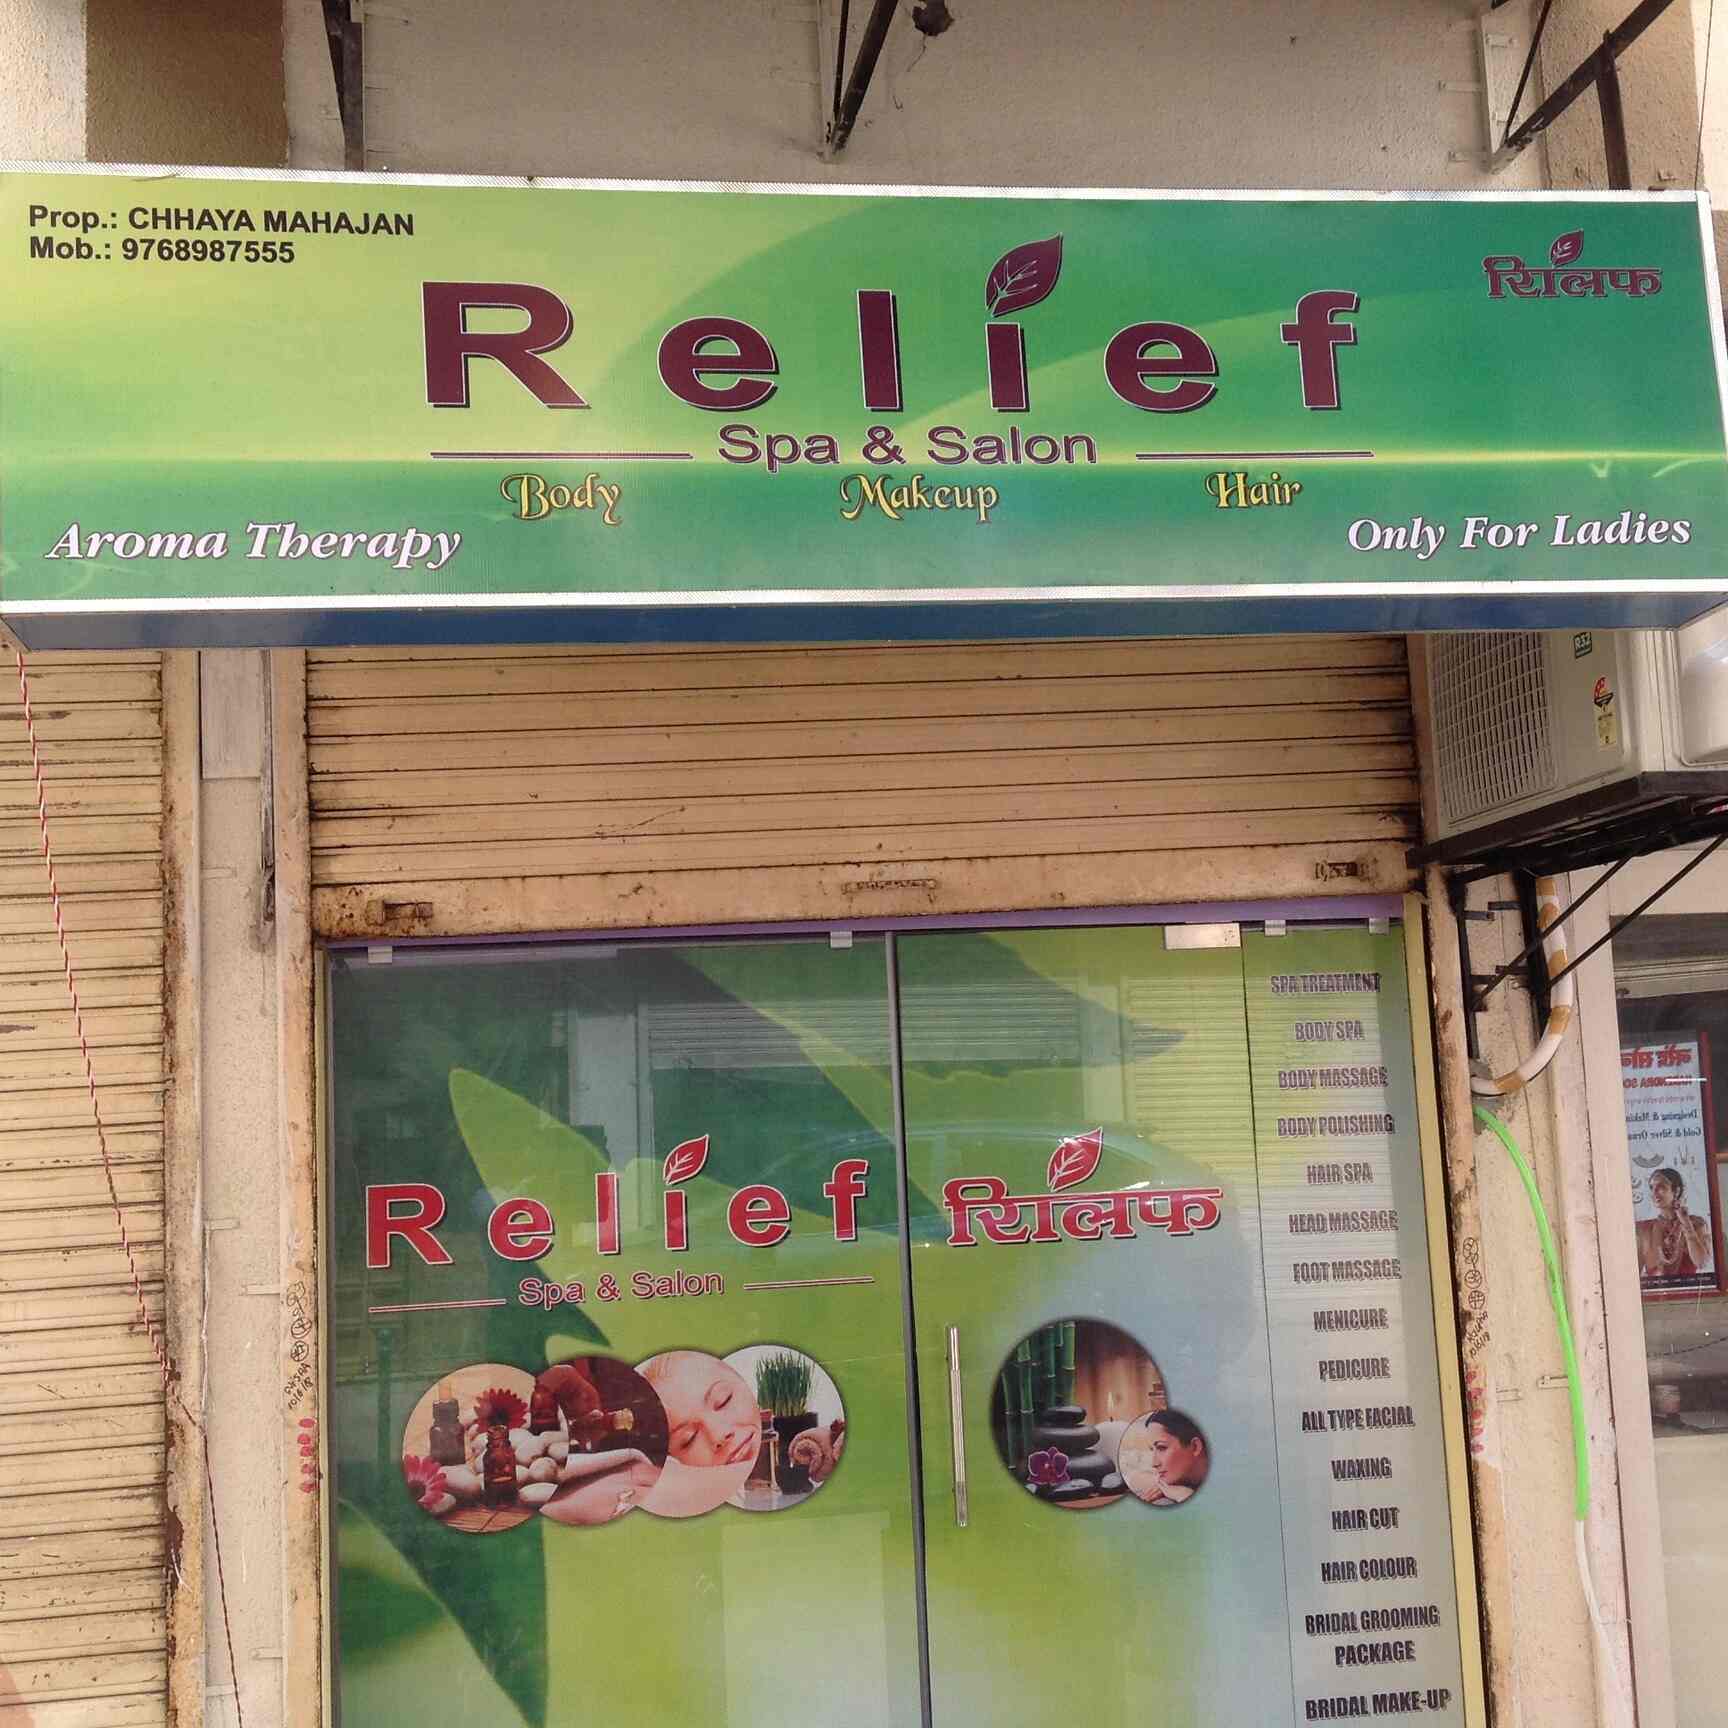 Prop.: CHHAYA MAHAJAN
Mob.: 9768987555
Relief
रिलिफ
Spa & Salon
Body Makeup Hair
Aroma Therapy
Only For Ladies
Relief रिलिफ
Spa & Salon
SPA TREATMENT
BODY SPA
BODY MASSAGE
BODY POLISHING
HAIR SPA
HEAD MASSAGE
FOOT MASSAGE
MENICURE
PEDICURE
ALL TYPE FACIAL
WAXING
HAIR CUT
HAIR COLOUR
BRIDAL GROOMING
PACKAGE
BRIDAL MAKE-UP
R32